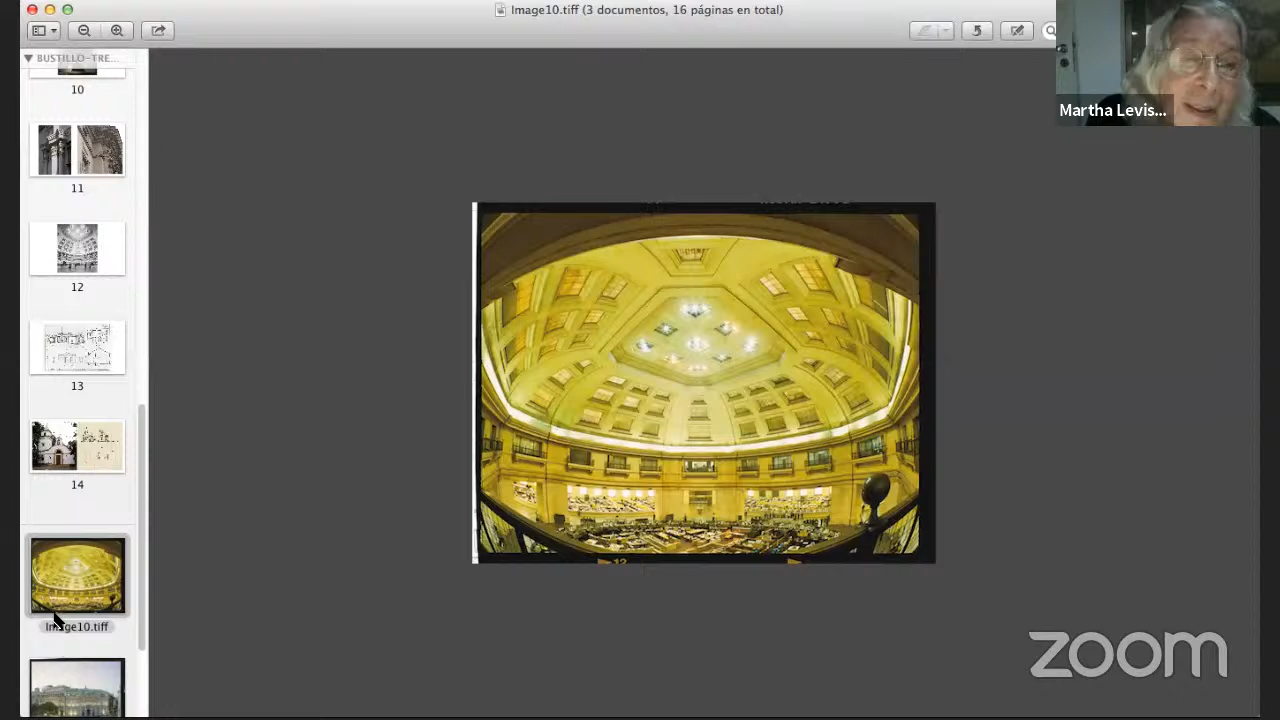 Image10.tiff (3 documentos, 16 páginas en total)
Martha Levis...
BUSTILLO-TRE...
10
11
12
13
14
Image10.tiff
12
zoom